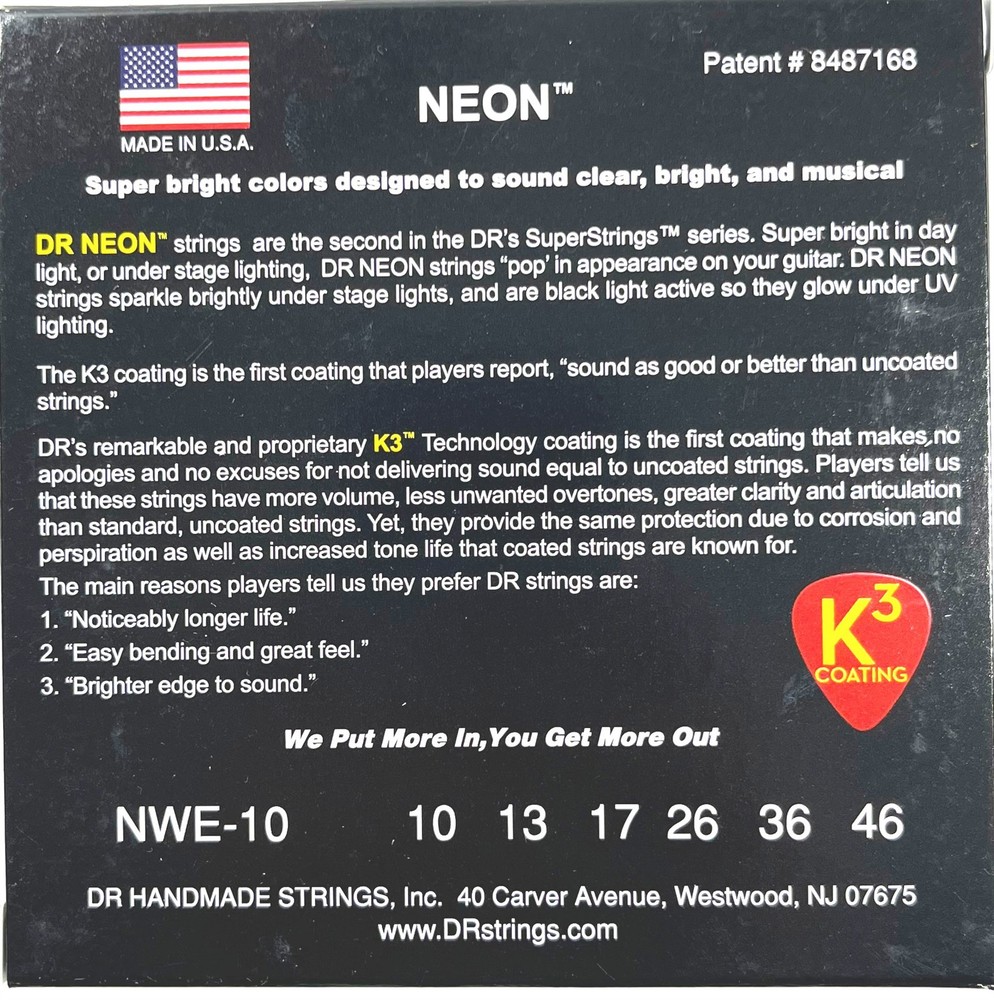 Patent # 8487168
NEON™
MADE IN U.S.A.
Super bright colors designed to sound clear, bright, and musical
DR NEON™ strings are the second in the DR's SuperStrings™ series. Super bright in day
light, or under stage lighting, DR NEON strings “pop’ in appearance on your guitar. DR NEON
strings sparkle brightly under stage lights, and are black light active so they glow under UV
lighting.
The K3 coating is the first coating that players report, “sound as good or better than uncoated
strings.”
DR's remarkable and proprietary K3™ Technology coating is the first coating that makes no
apologies and no excuses for not delivering sound equal to uncoated strings. Players tell us
that these strings have more volume, less unwanted overtones, greater clarity and articulation
than standard, uncoated strings. Yet, they provide the same protection due to corrosion and
perspiration as well as increased tone life that coated strings are known for.
The main reasons players tell us they prefer DR strings are:
1. “Noticeably longer life.”
2. “Easy bending and great feel.”
3. “Brighter edge to sound.”
K3
COATING
We Put More In,You Get More Out
NWE-10 10 13 17 26 36 46
DR HANDMADE STRINGS, Inc. 40 Carver Avenue, Westwood, NJ 07675
www.DRstrings.com